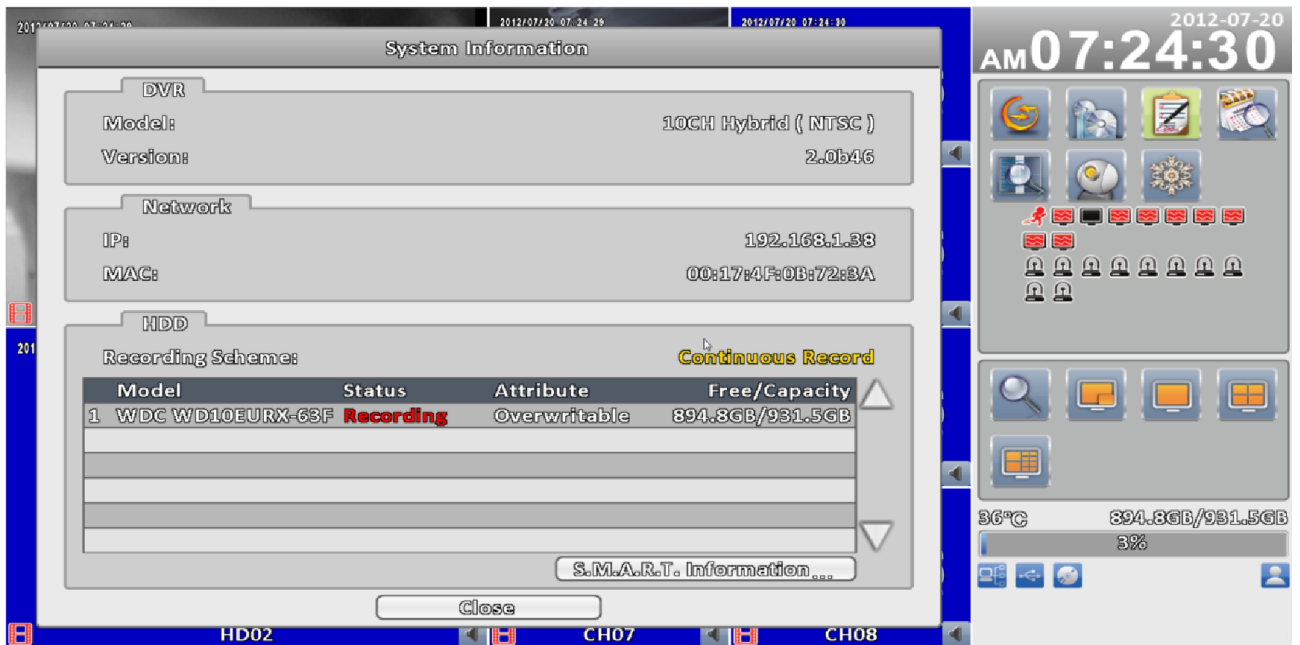 2012/07/20 07:24:29
2012/07/20 07:24:30
2012-07-20
AM 07:24:30
System Information
DVR
Model: 10CH Hybrid ( NTSC )
Version: 2.0b46
Network
IP: 192.168.1.38
MAC: 00:17:4F:0B:72:3A
HDD
201
Recording Scheme: Continuous Record
Model Status Attribute Free/Capacity
1 WDC WD10EURX-63F Recording Overwritable 894.8GB/931.5GB
S.M.A.R.T. Information...
Close
36°C 894.8GB/931.5GB
3%
HD02 CH07 CH08